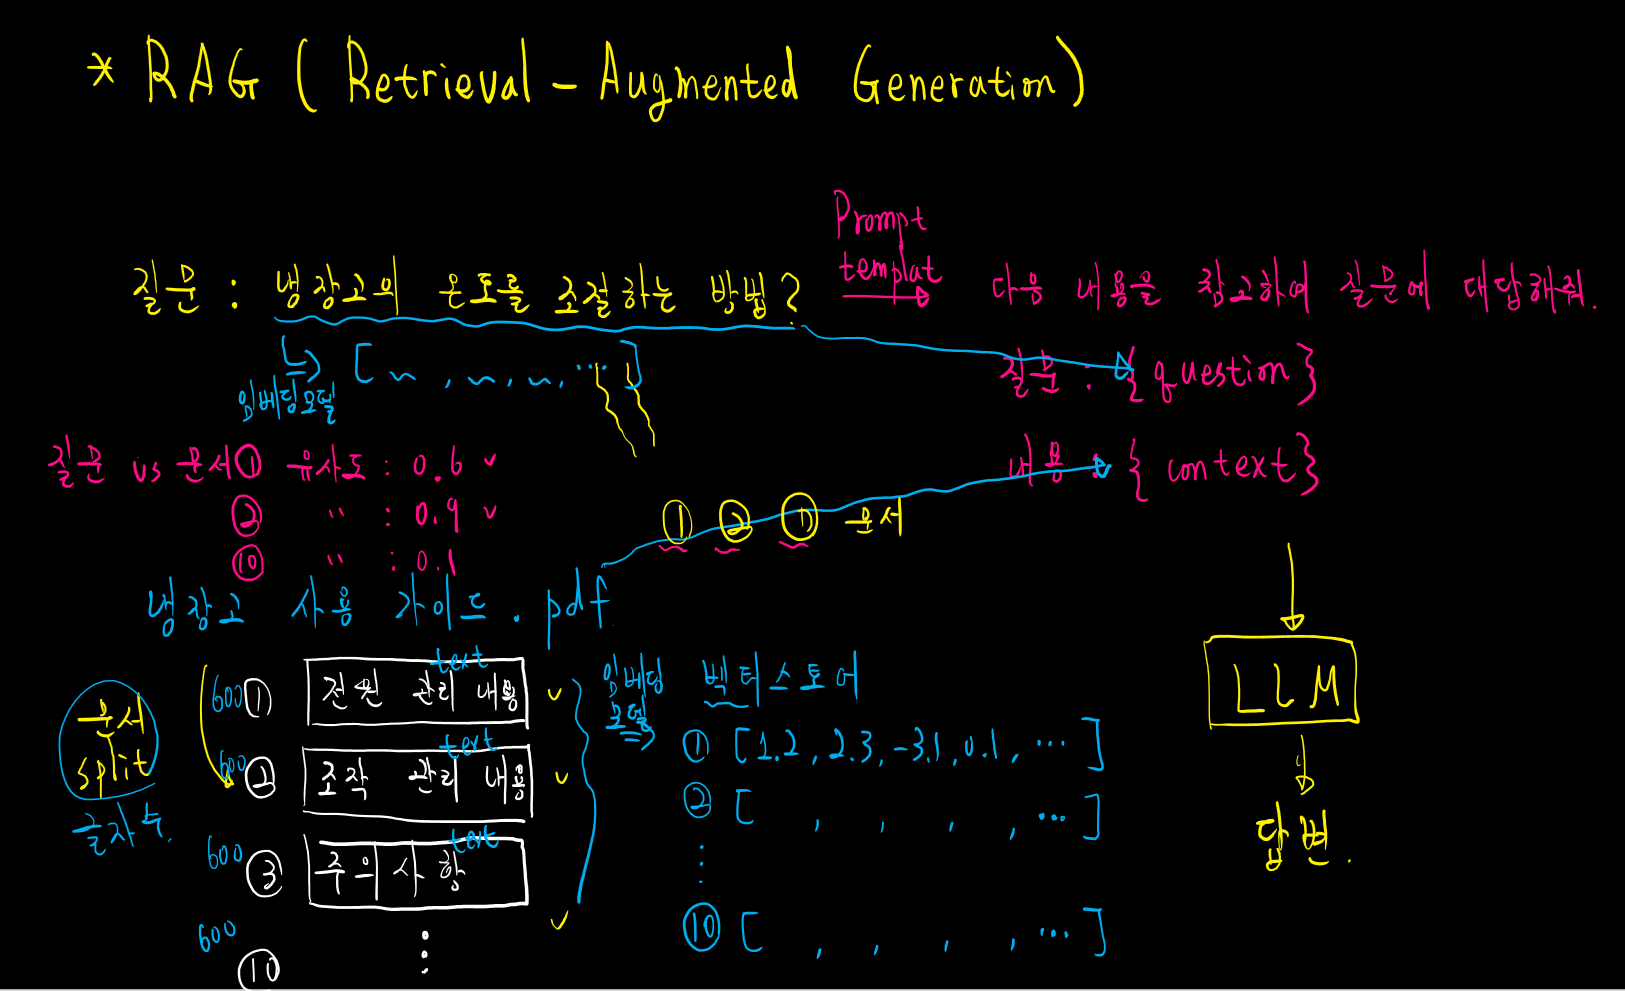 * RAG ( Retrieval - Augmented Generation )
Prompt
templat
질문 : 냉장고의 온도를 조절하는 방법?
다음 내용을 참고하여 질문에 대답해줘.
[ , , , ... ]
임베딩모델
질문 : { question }
내용 : { context }
질문 vs 문서① 유사도 : 0.6 ✓
② " : 0.9 ✓
⑩ " : 0.1
① ② ⑪ 문서
냉장고 사용 가이드 . pdf
문서
split
글자수.
600 ① 전원 관리 내용 text ✓
600 ② 조작 관리 내용 text ✓
600 ③ 주의사항 text
600 ⑩ ⋮ ✓
임베딩
모델
벡터스토어
① [1.2, 2.3, -3.1, 0.1, ... ]
② [ , , , , ... ]
⋮
⑩ [ , , , , ... ]
LLM
답변.